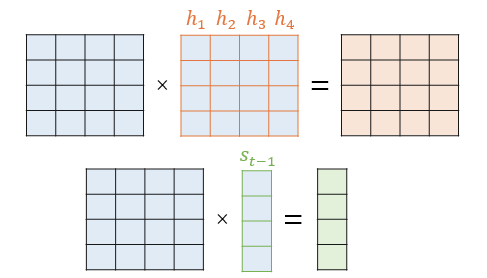 h₁ h₂ h₃ h₄
× =
sₜ₋₁
× =